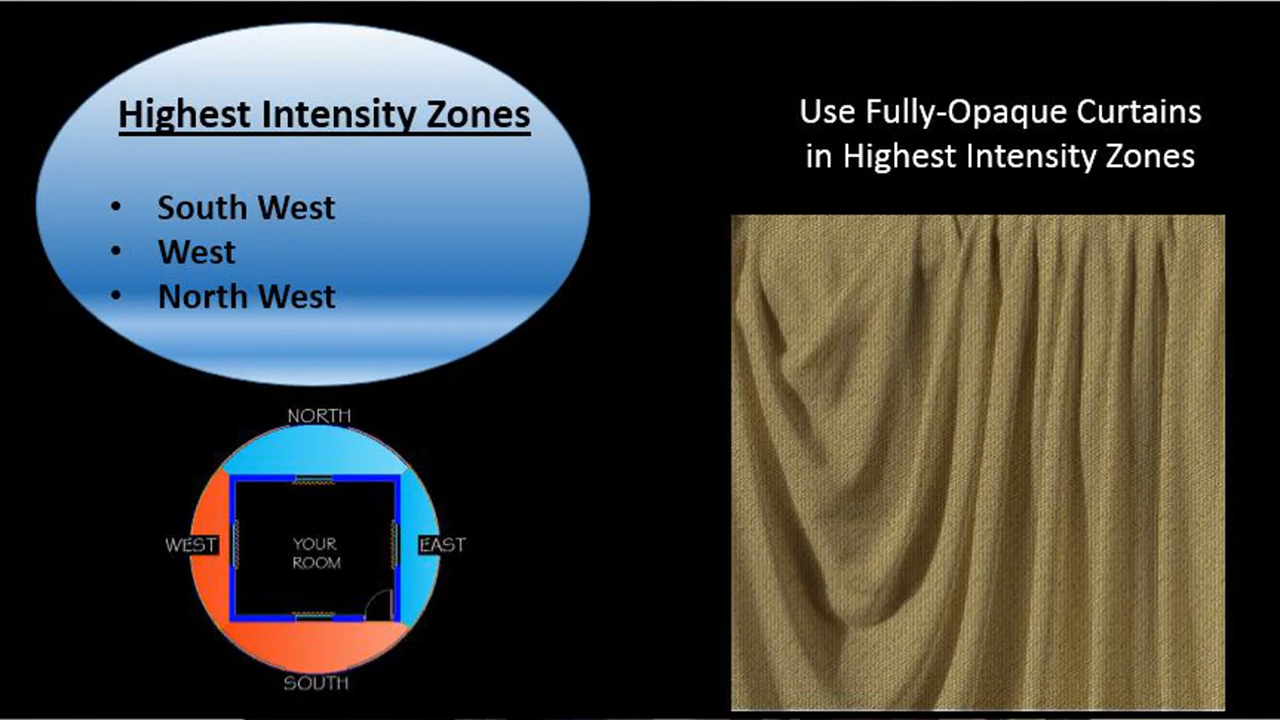 Highest Intensity Zones
• South West
• West
• North West
Use Fully-Opaque Curtains
in Highest Intensity Zones
NORTH
WEST
YOUR
ROOM
EAST
SOUTH